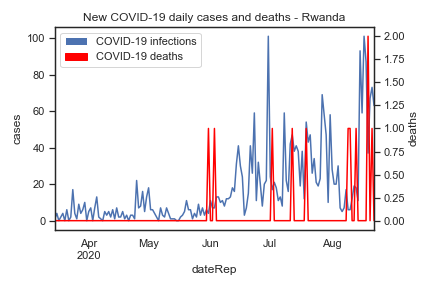 New COVID-19 daily cases and deaths - Rwanda
COVID-19 infections
COVID-19 deaths
100
80
60
40
20
0
cases
2.00
1.75
1.50
1.25
1.00
0.75
0.50
0.25
0.00
deaths
Apr
2020
May
Jun
Jul
Aug
dateRep